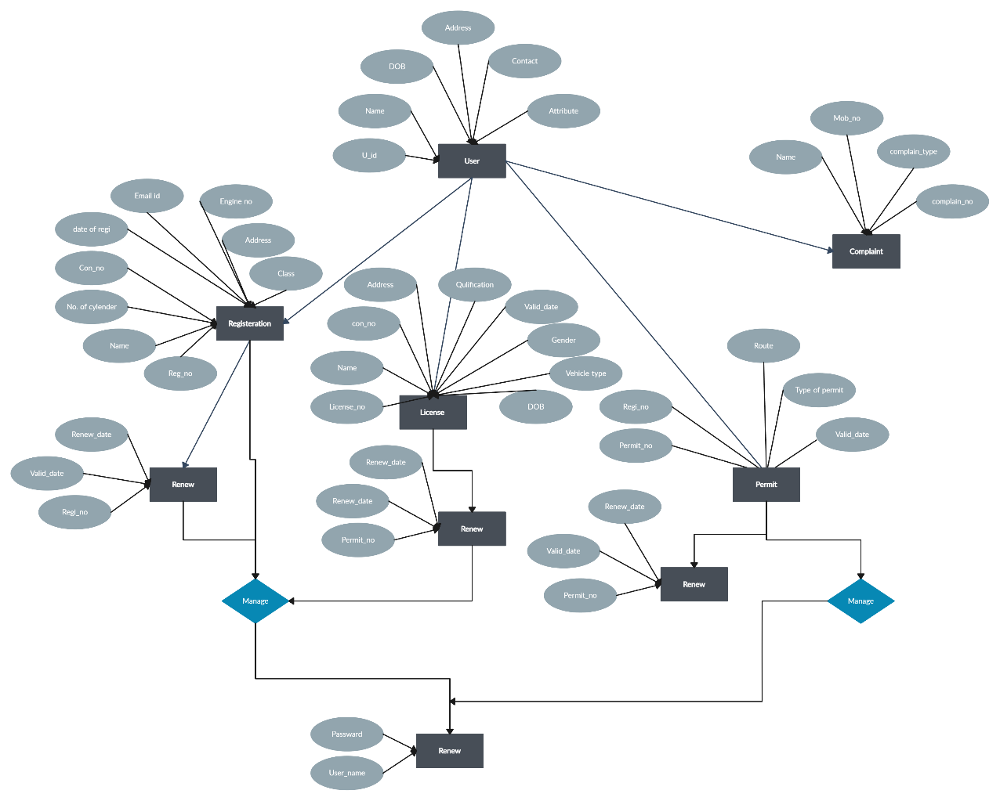 Address
DOB
Contact
Name
Attribute
U_id
User
Mob_no
Name
complain_type
complain_no
Complaint
Email id
Engine no
date of regi
Address
Con_no
Class
No. of cylender
Registeration
Name
Reg_no
Address
Qulification
Valid_date
con_no
Gender
Name
Vehicle type
License_no
DOB
License
Route
Type of permit
Regi_no
Valid_date
Permit_no
Permit
Renew_date
Valid_date
Renew
Regi_no
Renew_date
Renew_date
Renew
Permit_no
Renew_date
Valid_date
Renew
Permit_no
Manage
Manage
Passward
Renew
User_name